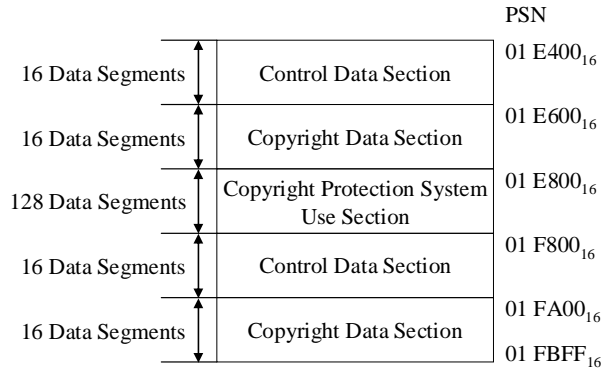 PSN
01 E400₁₆
16 Data Segments Control Data Section
01 E600₁₆
16 Data Segments Copyright Data Section
01 E800₁₆
128 Data Segments Copyright Protection System
Use Section
01 F800₁₆
16 Data Segments Control Data Section
01 FA00₁₆
16 Data Segments Copyright Data Section
01 FBFF₁₆